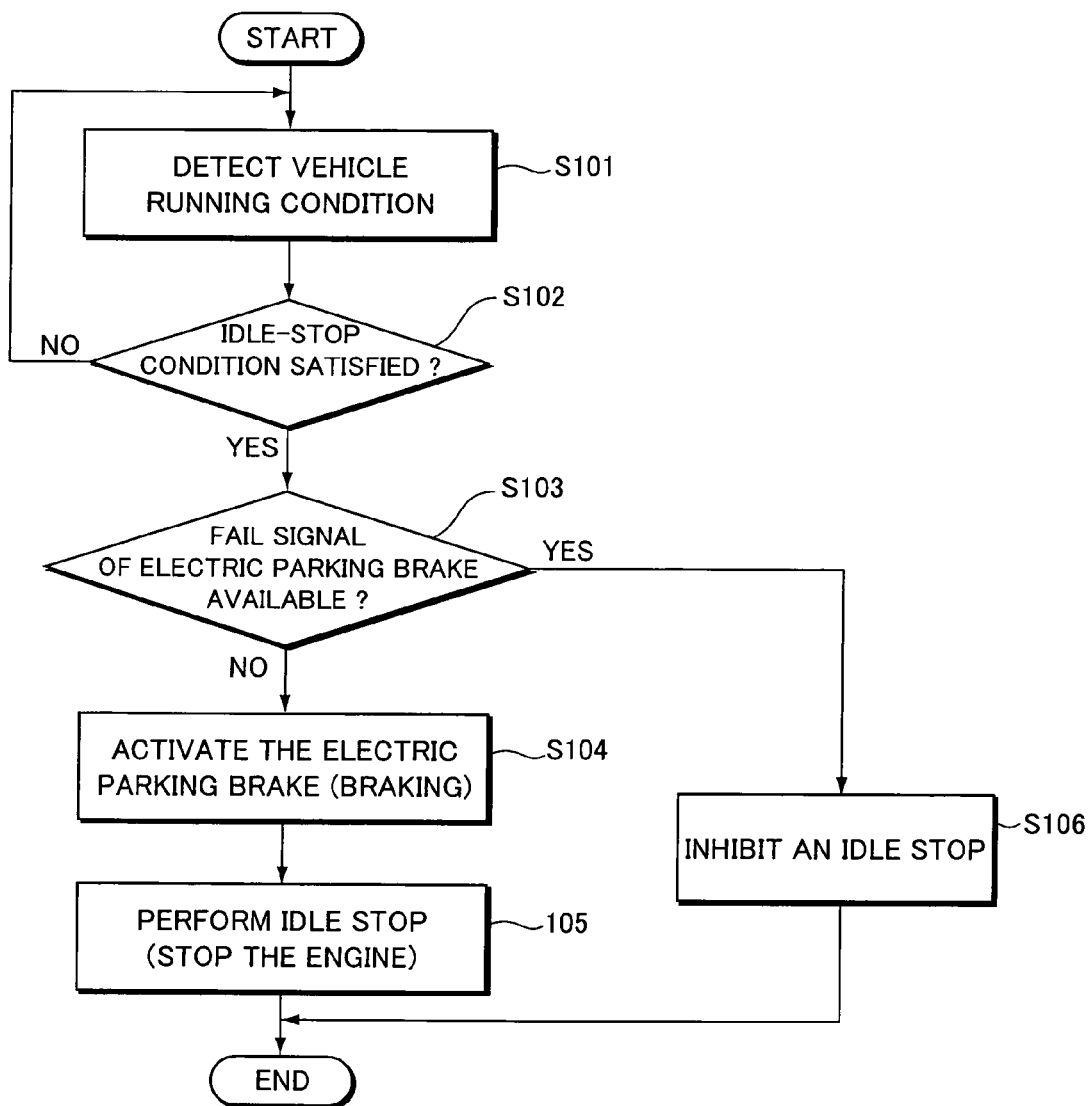 START
DETECT VEHICLE
RUNNING CONDITION
S101
IDLE-STOP
CONDITION SATISFIED ?
S102
NO
YES
FAIL SIGNAL
OF ELECTRIC PARKING BRAKE
AVAILABLE ?
S103
YES
NO
ACTIVATE THE ELECTRIC
PARKING BRAKE (BRAKING)
S104
INHIBIT AN IDLE STOP
S106
PERFORM IDLE STOP
(STOP THE ENGINE)
105
END